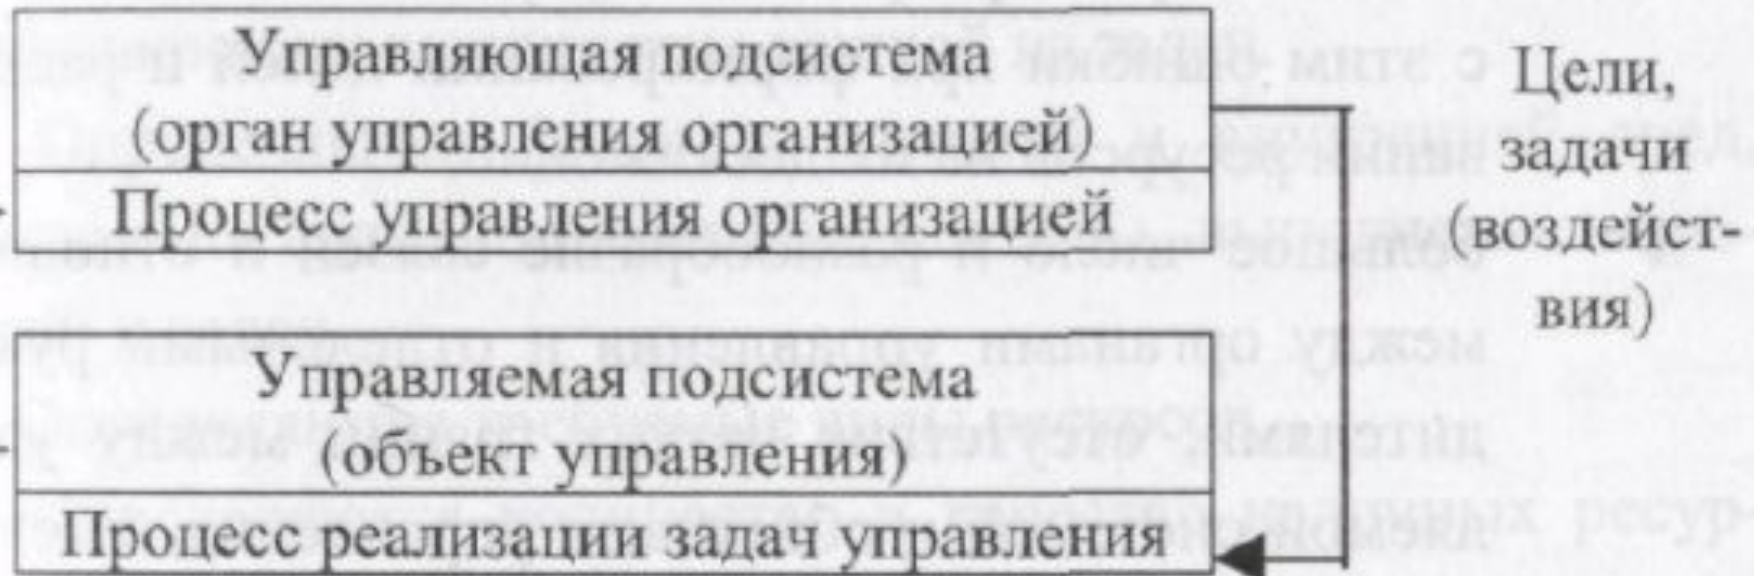 Управляющая подсистема
(орган управления организацией)
Процесс управления организацией
Цели,
задачи
(воздейст-
вия)
Управляемая подсистема
(объект управления)
Процесс реализации задач управления